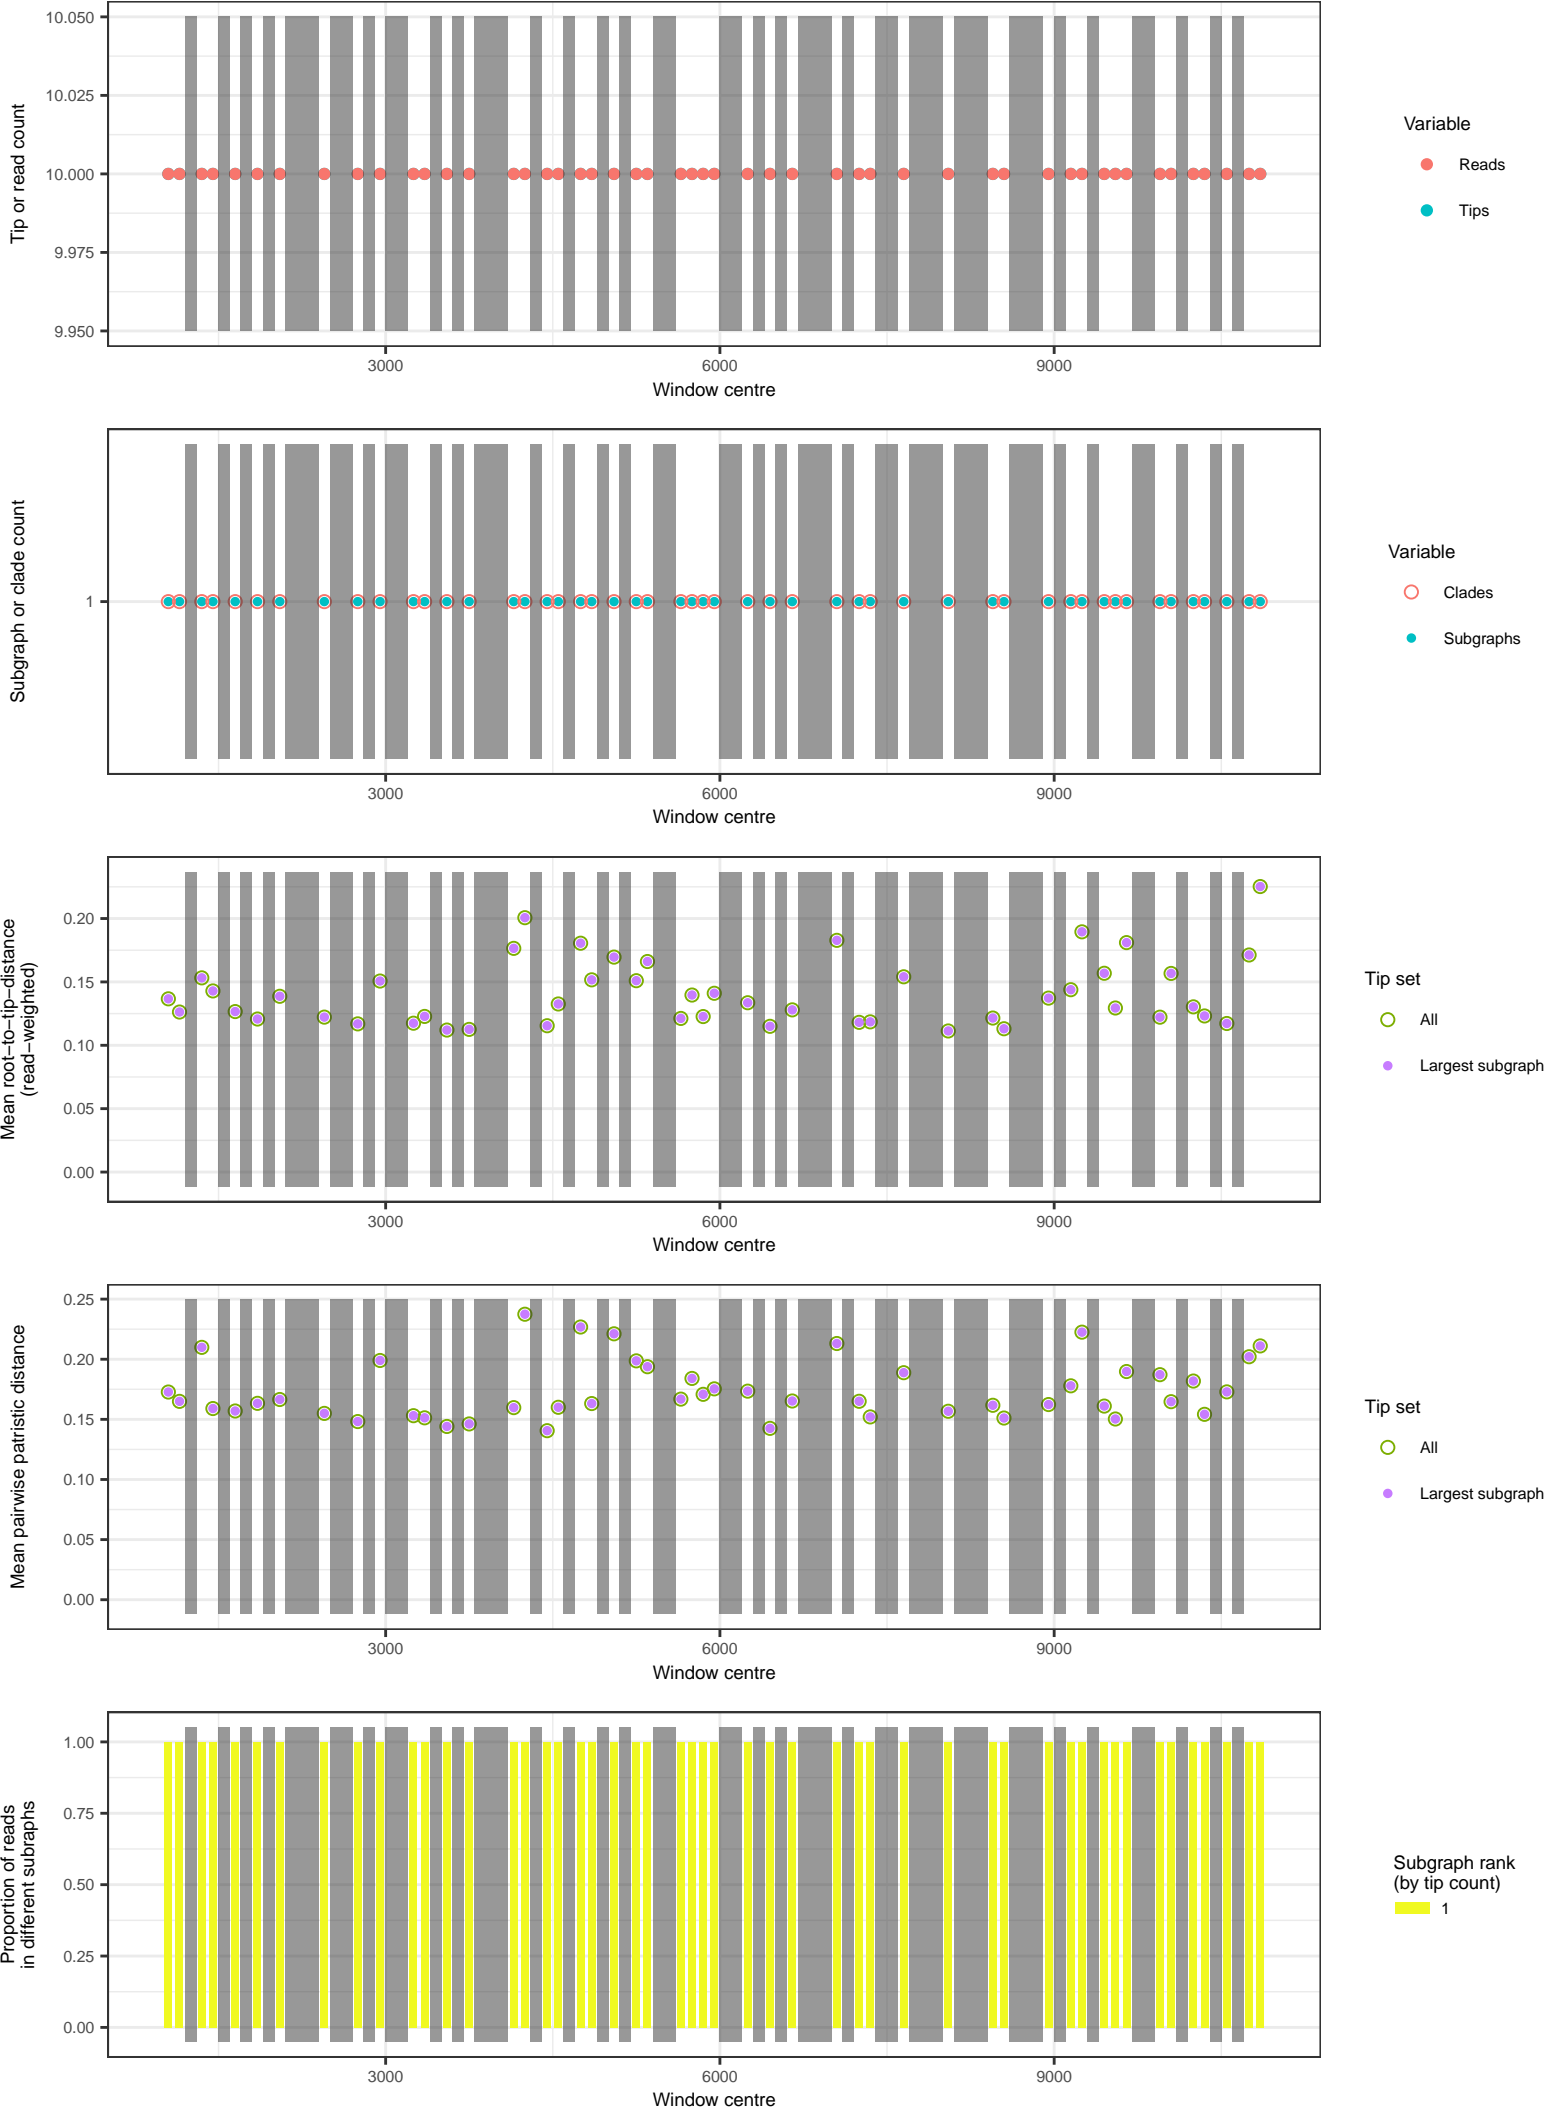 10.050
10.025
10.000
9.975
9.950
Tip or read count
3000
6000
9000
Window centre
Variable
Reads
Tips
1
Subgraph or clade count
3000
6000
9000
Window centre
Variable
Clades
Subgraphs
0.20
0.15
0.10
0.05
0.00
Mean root−to−tip−distance
(read−weighted)
3000
6000
9000
Window centre
Tip set
All
Largest subgraph
0.25
0.20
0.15
0.10
0.05
0.00
Mean pairwise patristic distance
3000
6000
9000
Window centre
Tip set
All
Largest subgraph
1.00
0.75
0.50
0.25
0.00
Proportion of reads
in different subraphs
3000
6000
9000
Window centre
Subgraph rank
(by tip count)
1